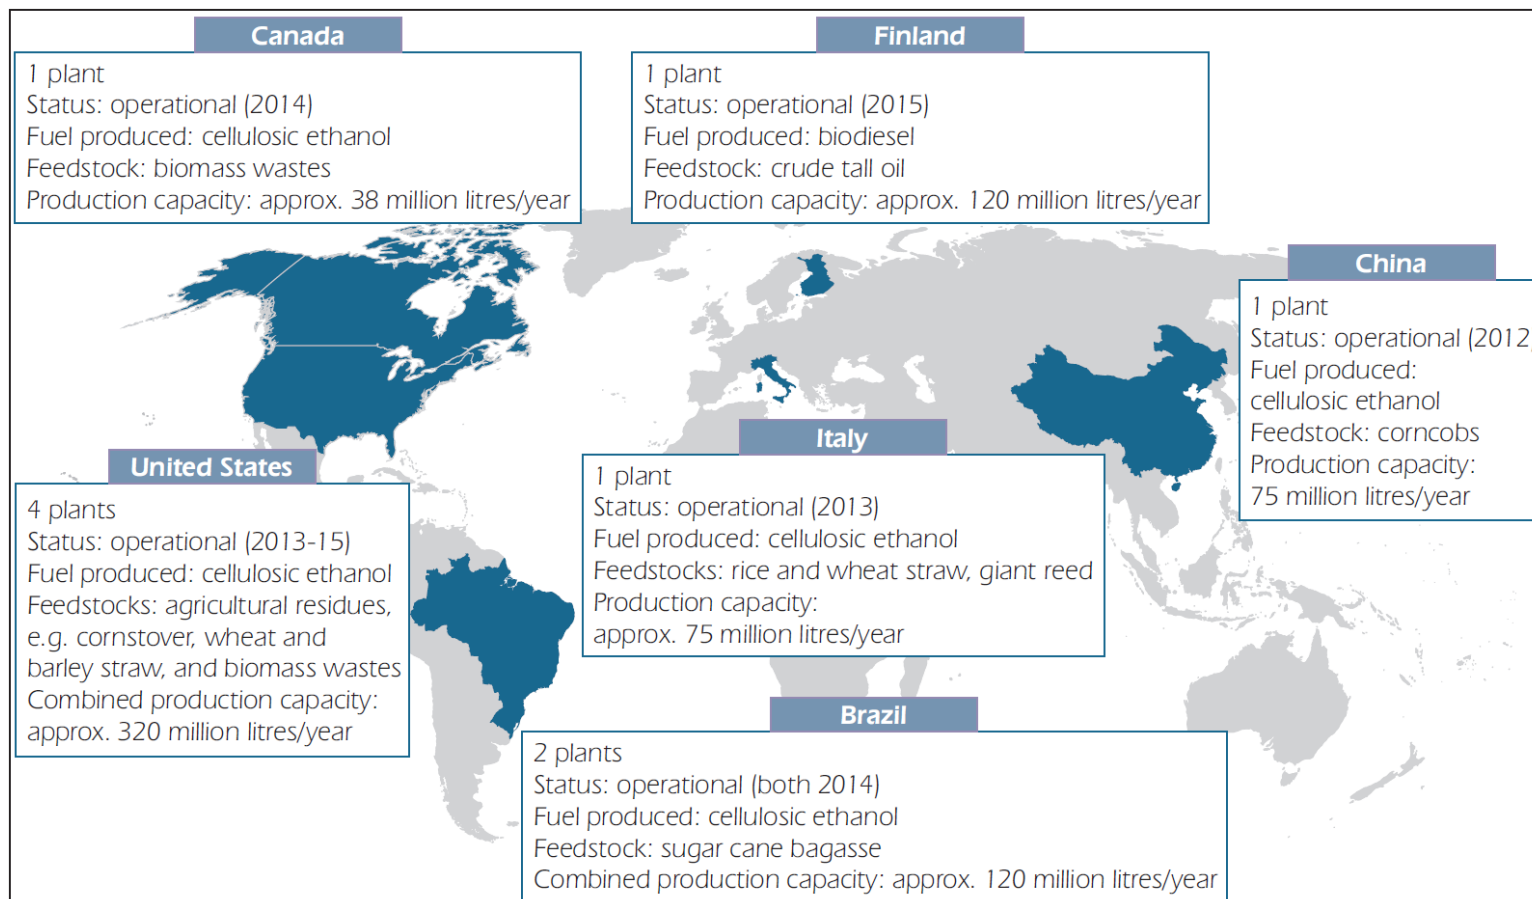 Canada
1 plant
Status: operational (2014)
Fuel produced: cellulosic ethanol
Feedstock: biomass wastes
Production capacity: approx. 38 million litres/year
Finland
1 plant
Status: operational (2015)
Fuel produced: biodiesel
Feedstock: crude tall oil
Production capacity: approx. 120 million litres/year
China
1 plant
Status: operational (2012)
Fuel produced:
cellulosic ethanol
Feedstock: corncobs
Production capacity:
75 million litres/year
Italy
1 plant
Status: operational (2013)
Fuel produced: cellulosic ethanol
Feedstocks: rice and wheat straw, giant reed
Production capacity:
approx. 75 million litres/year
United States
4 plants
Status: operational (2013-15)
Fuel produced: cellulosic ethanol
Feedstocks: agricultural residues,
e.g. cornstover, wheat and
barley straw, and biomass wastes
Combined production capacity:
approx. 320 million litres/year
Brazil
2 plants
Status: operational (both 2014)
Fuel produced: cellulosic ethanol
Feedstock: sugar cane bagasse
Combined production capacity: approx. 120 million litres/year